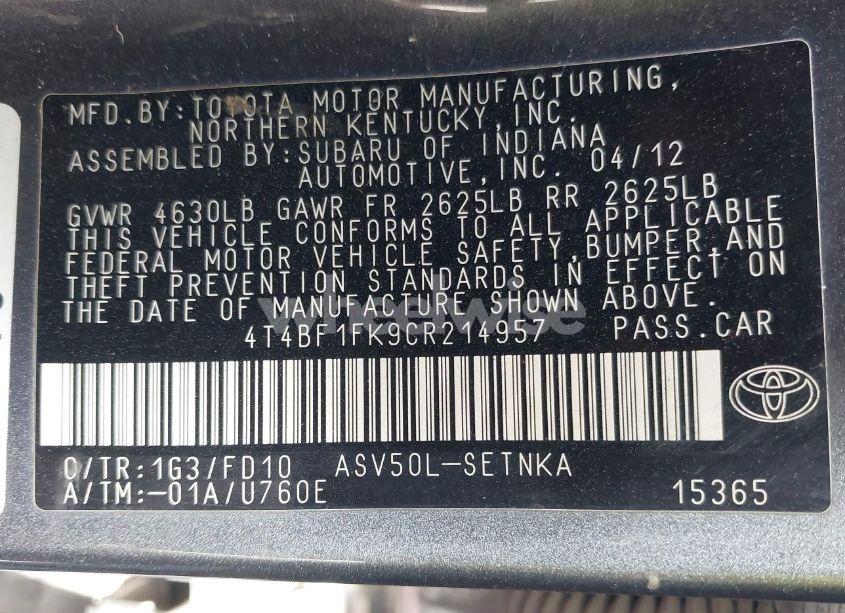 MFD.BY:TOYOTA MOTOR MANUFACTURING,
NORTHERN KENTUCKY,INC.
ASSEMBLED BY:SUBARU OF INDIANA
AUTOMOTIVE,INC. 04/12
GVWR 4630LB GAWR FR 2625LB RR 2625LB
THIS VEHICLE CONFORMS TO ALL APPLICABLE
FEDERAL MOTOR VEHICLE SAFETY,BUMPER,AND
THEFT PREVENTION STANDARDS IN EFFECT ON
THE DATE OF MANUFACTURE SHOWN ABOVE.
wheelwise
4T4BF1FK9CR214957 PASS.CAR
C/TR:1G3/FD10 ASV50L-SETNKA
A/TM:-01A/U760E 15365